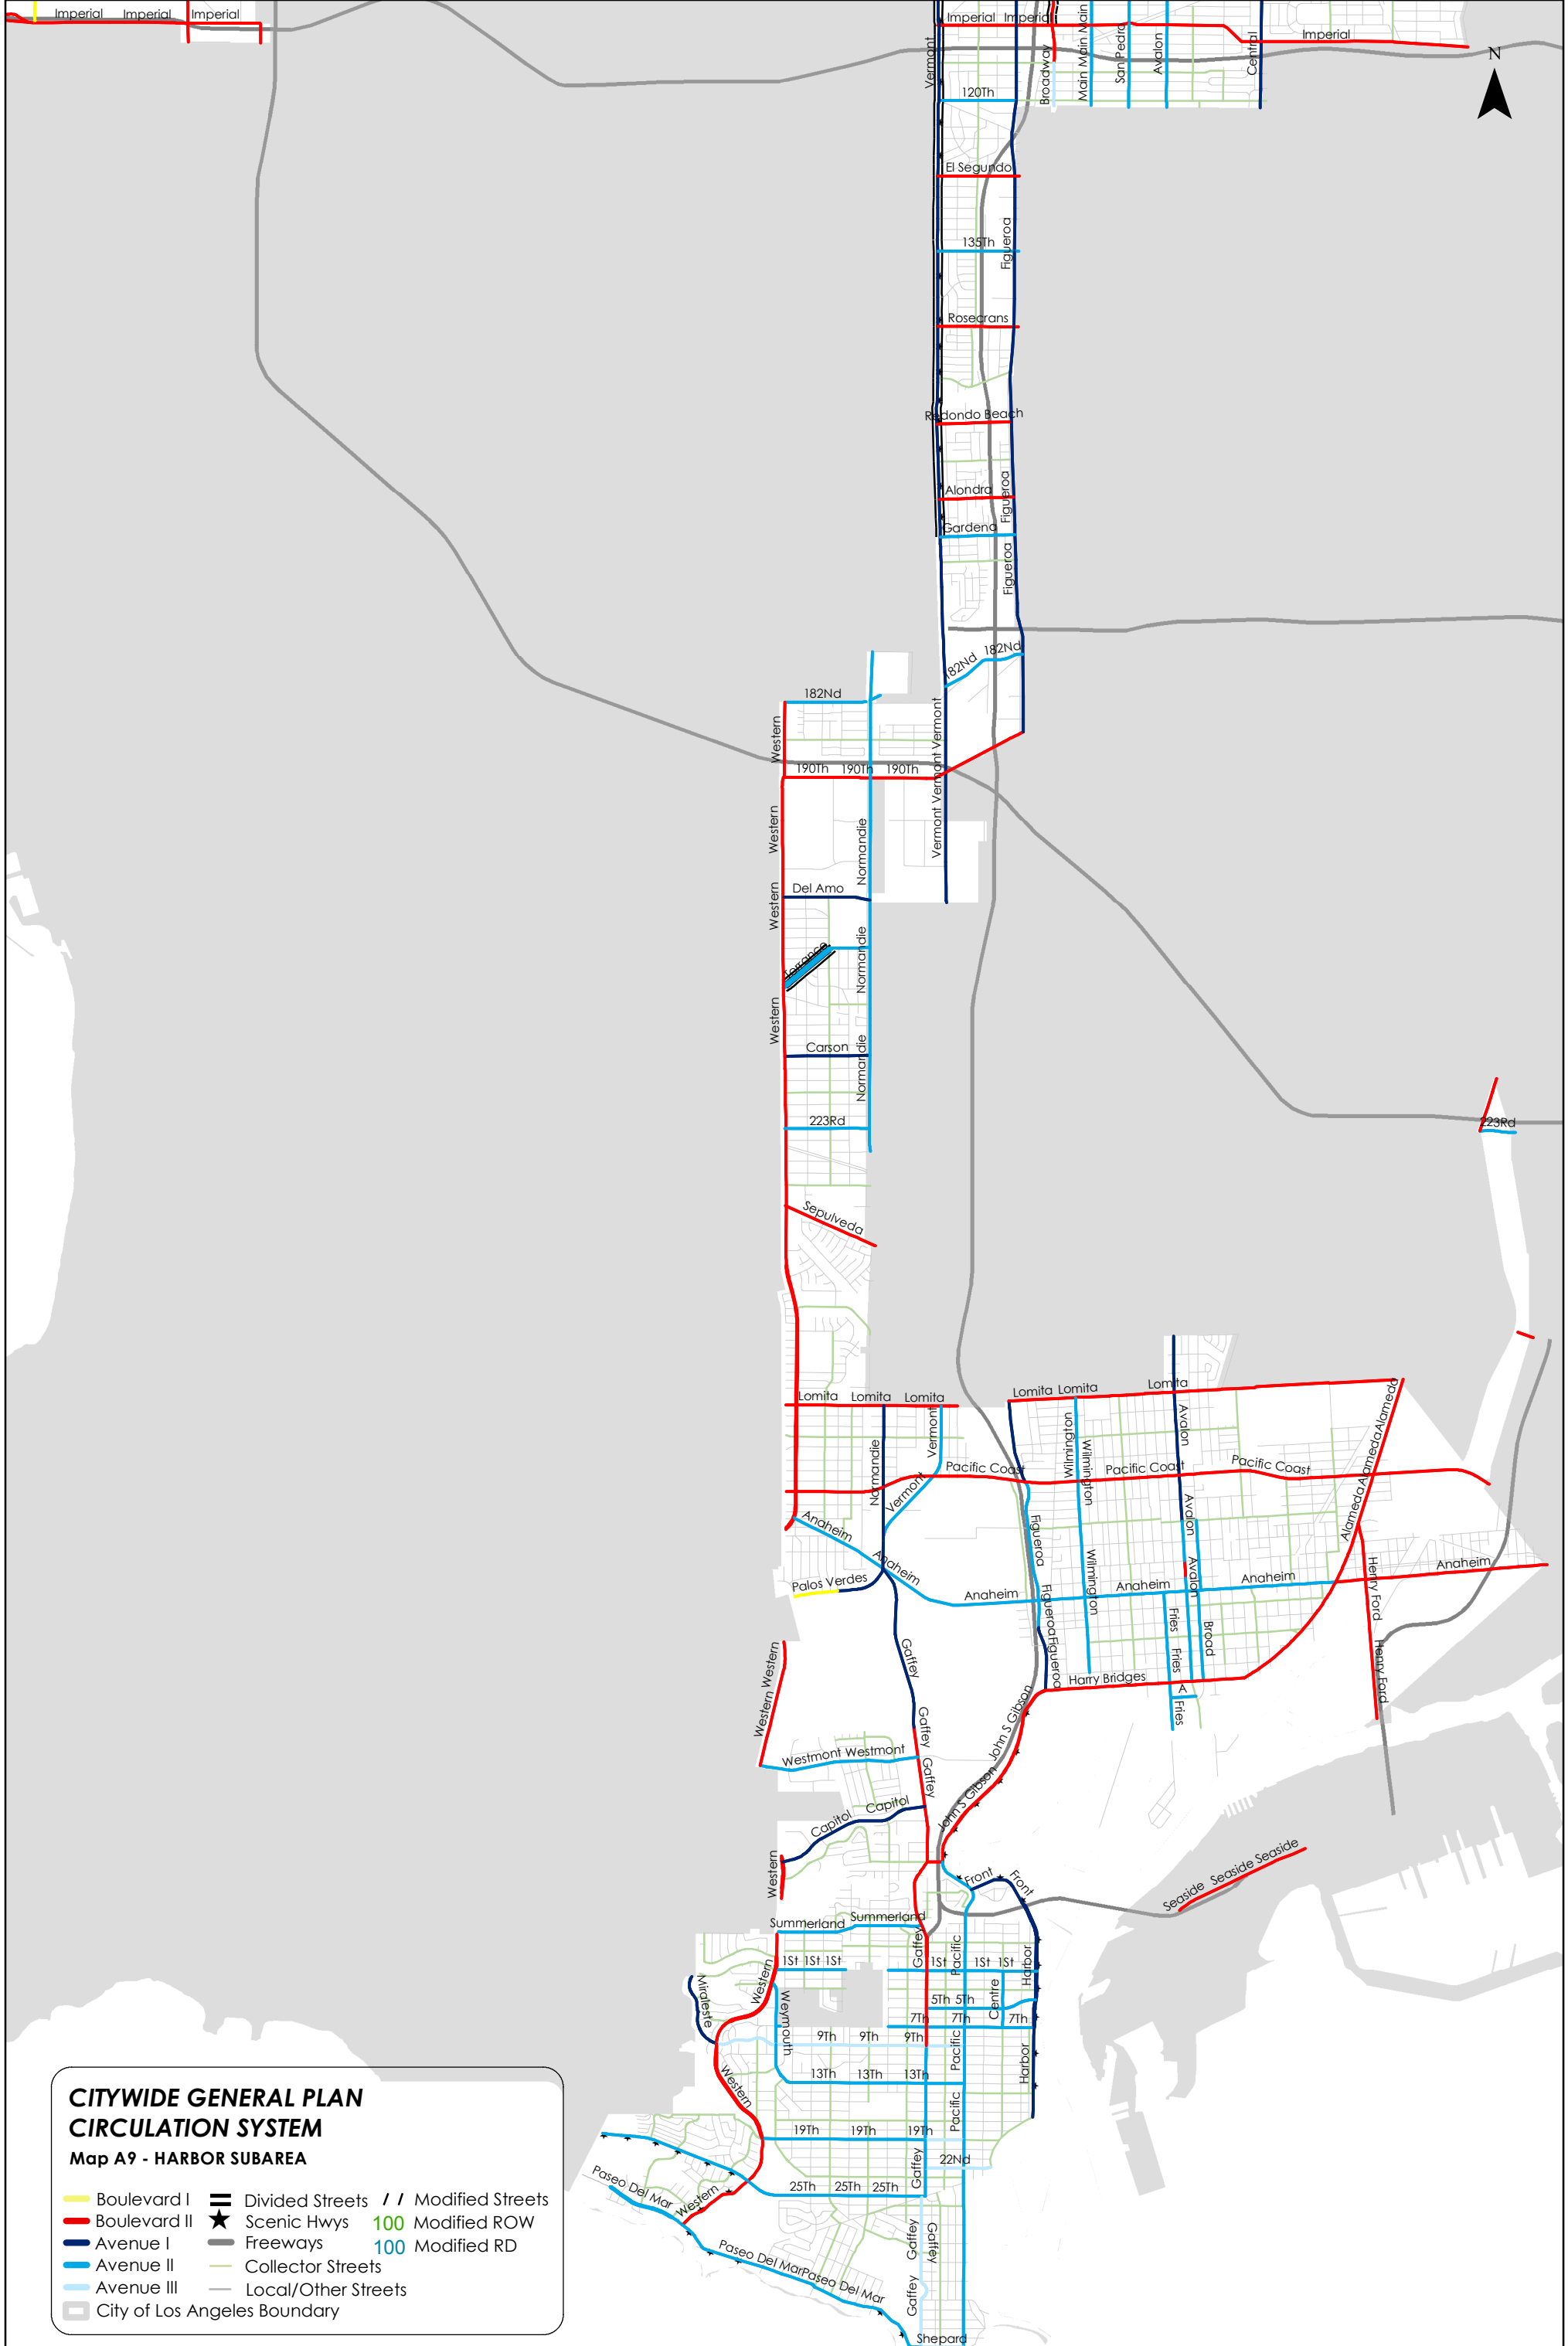 Imperial Imperial Imperial
Imperial Imperial
Imperial
N
Vermont
Broadway
Main Main Main
San Pedro
Avalon
Central
120Th
El Segundo
135Th
Figueroa
Rosecrans
Redondo Beach
Alondra
Figueroa
Gardena
Figueroa
182Nd 182Nd
182Nd
Western
Vermont Vermont Vermont
190Th 190Th 190Th
Western
Normandie
Del Amo
Western
Torrance
Normandie
Western
Carson
Normandie
223Rd
223Rd
Sepulveda
Lomita Lomita Lomita
Lomita Lomita
Lomita
Alameda Alameda Alameda
Vermont
Normandie
Wilmington
Wilmington
Avalon
Pacific Coast
Pacific Coast
Pacific Coast
Vermont
Anaheim
Figueroa
Avalon
Anaheim
Wilmington
Avalon
Palos Verdes
Anaheim
Anaheim
Anaheim
Anaheim
Henry Ford
Figueroa Figueroa
Fries
Broad
Gaffey
Western Western
Fries
Henry Ford
Harry Bridges
A
Fries
Gaffey
John S Gibson
Westmont Westmont
Gaffey
John S Gibson
Capitol Capitol
Western
Front Front
Seaside Seaside Seaside
Summerland Summerland
Gaffey
Pacific
Harbor
1St 1St 1St
1St
1St 1St
Western
Miraleste
Weymouth
Centre
5Th 5Th
7Th 7Th 7Th
9Th 9Th 9Th
Pacific
Harbor
13Th 13Th 13Th
Western
Pacific
19Th 19Th 19Th
22Nd
Gaffey
25Th 25Th 25Th
Paseo Del Mar
Western
Gaffey
Gaffey
Paseo Del Mar Paseo Del Mar
Gaffey
Shepard
CITYWIDE GENERAL PLAN
CIRCULATION SYSTEM
Map A9 - HARBOR SUBAREA
Boulevard I Divided Streets Modified Streets
Boulevard II Scenic Hwys 100 Modified ROW
Avenue I Freeways 100 Modified RD
Avenue II Collector Streets
Avenue III Local/Other Streets
City of Los Angeles Boundary